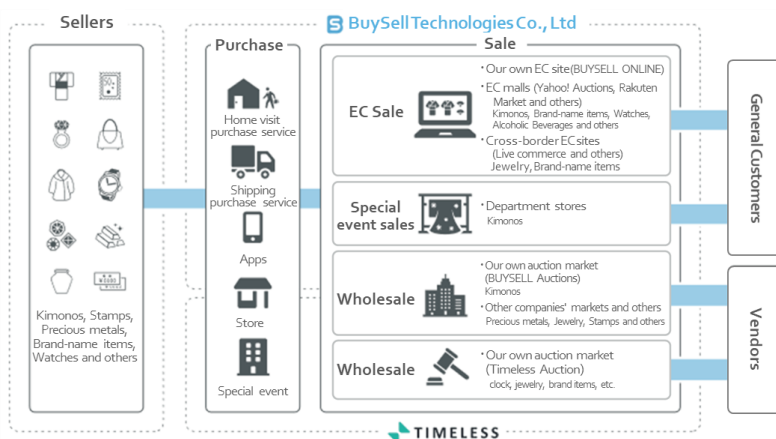 Sellers
Kimonos, Stamps,
Precious metals,
Brand-name items,
Watches and others
BuySell Technologies Co., Ltd
Purchase
Home visit
purchase service
Shipping
purchase service
Apps
Store
Special event
Sale
EC Sale
・Our own EC site(BUYSELL ONLINE)
・EC malls (Yahoo! Auctions, Rakuten
Market and others)
Kimonos, Brand-name items, Watches,
Alcoholic Beverages and others
・Cross-border EC sites
(Live commerce and others)
Jewelry, Brand-name items
Special
event sales
・Department stores
Kimonos
Wholesale
・Our own auction market
(BUYSELL Auctions)
Kimonos
・Other companies' markets and others
Precious metals, Jewelry, Stamps and others
Wholesale
・Our own auction market
(Timeless Auction)
clock, jewelry, brand items, etc.
General Customers
Vendors
TIMELESS